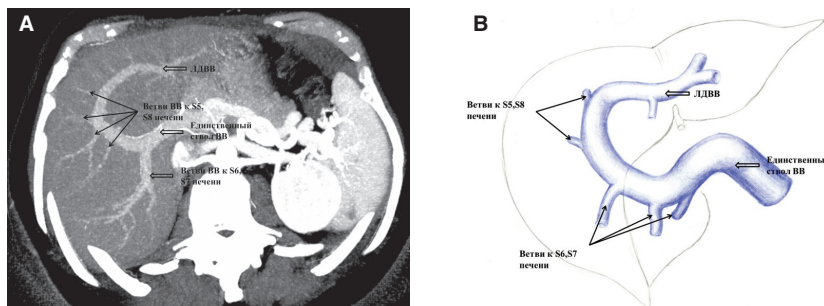 A
ЛДВВ
Ветви ВВ к S5,
S8 печени
Единственный
ствол ВВ
Ветви ВВ к S6,
S7 печени
B
Ветви к S5,S8
печени
ЛДВВ
Единственный
ствол ВВ
Ветви к S6,S7
печени